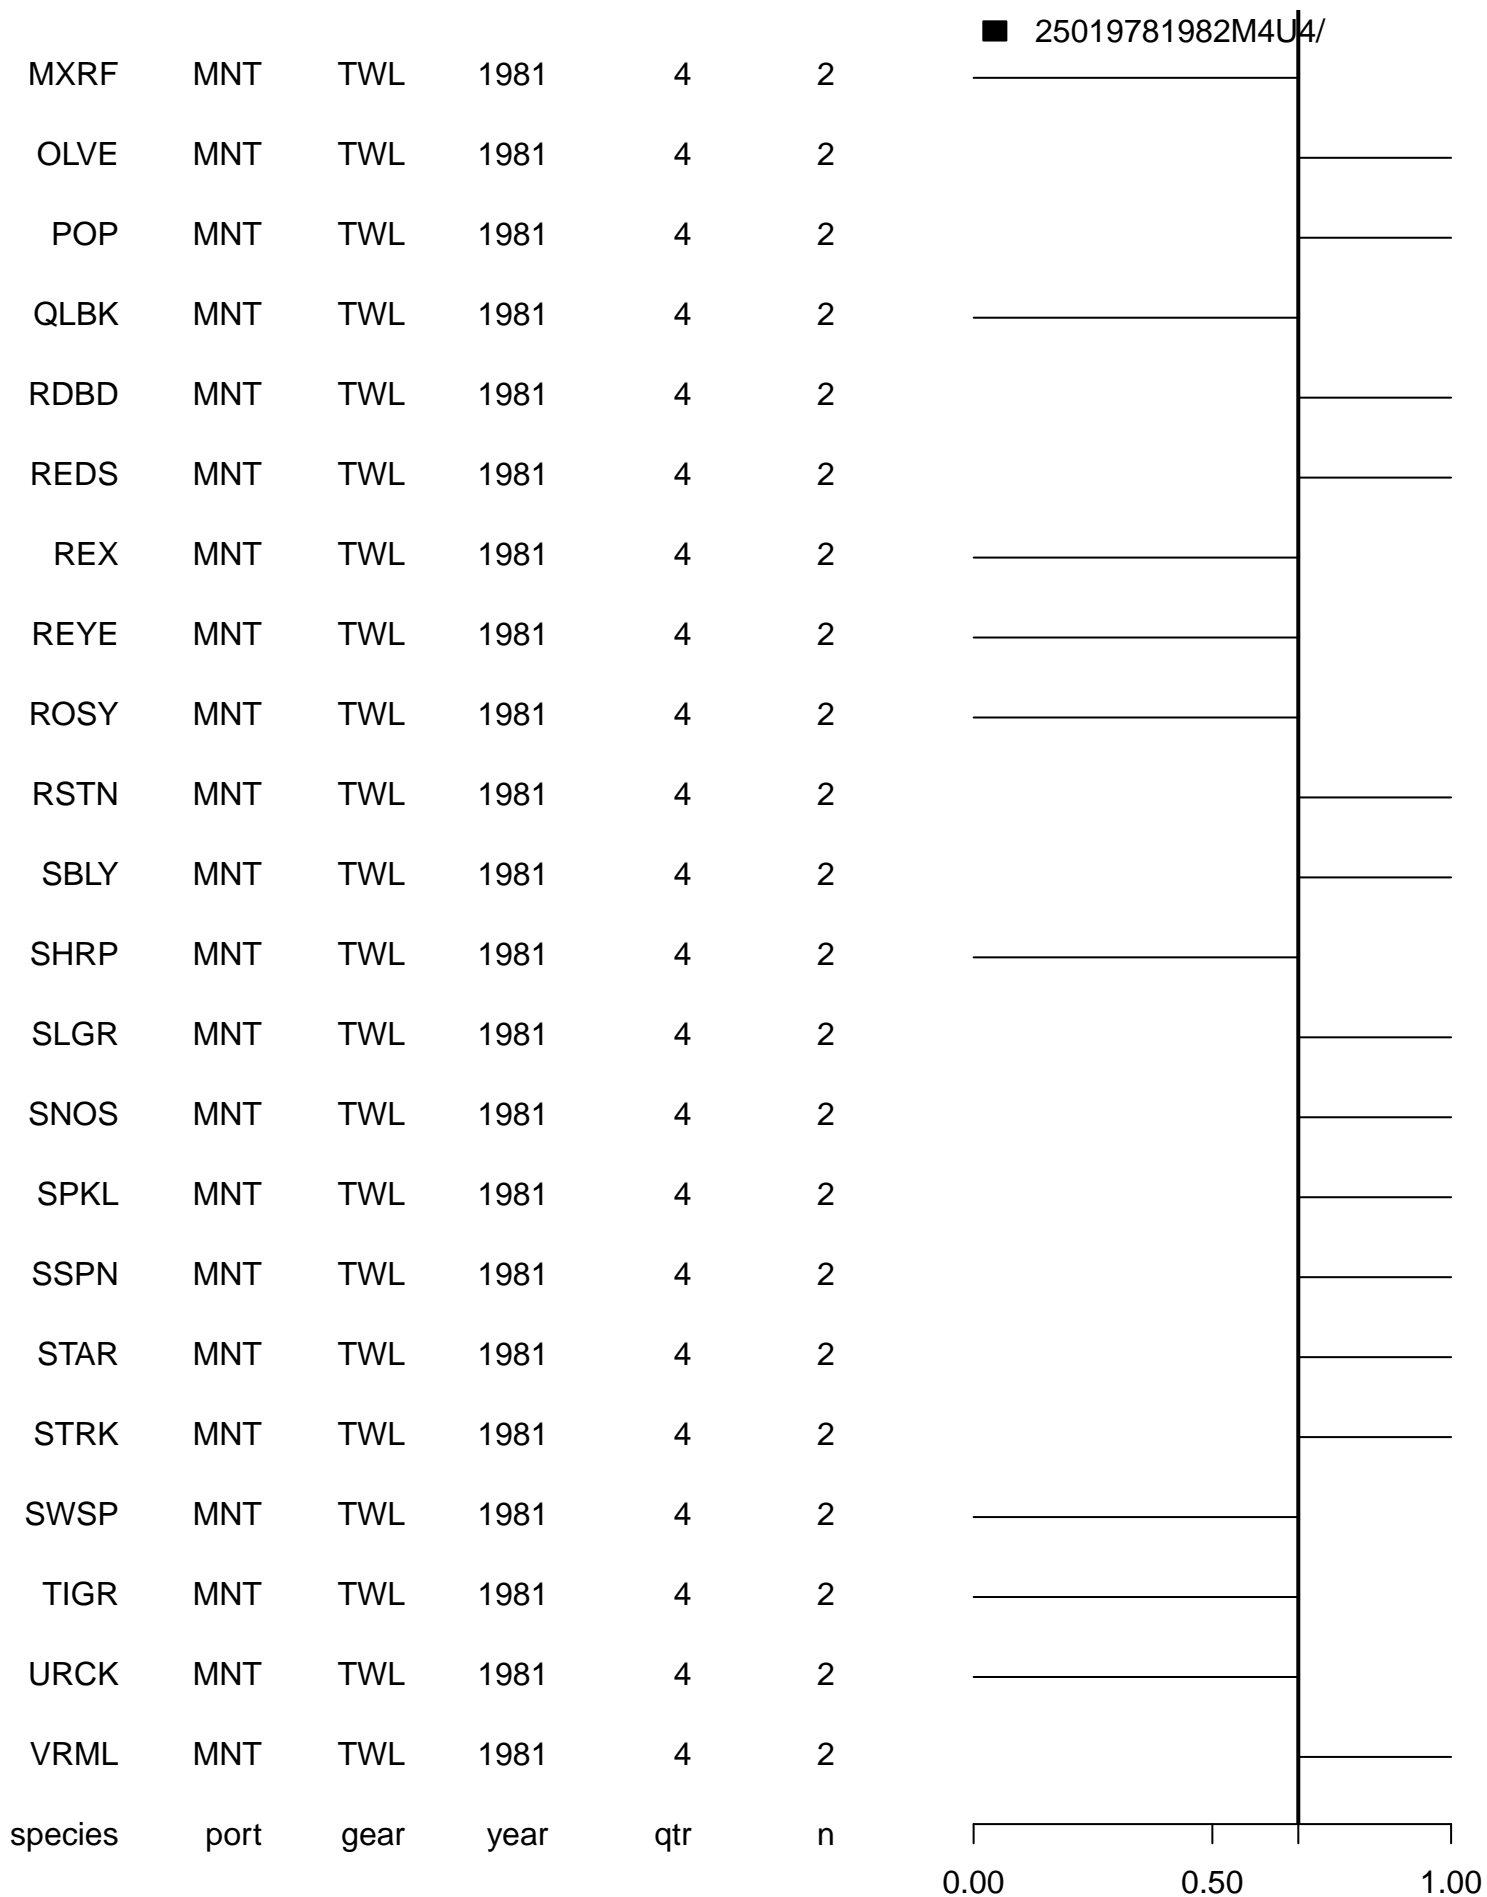 25019781982M4U4/
MXRF MNT TWL 1981 4 2
OLVE MNT TWL 1981 4 2
POP MNT TWL 1981 4 2
QLBK MNT TWL 1981 4 2
RDBD MNT TWL 1981 4 2
REDS MNT TWL 1981 4 2
REX MNT TWL 1981 4 2
REYE MNT TWL 1981 4 2
ROSY MNT TWL 1981 4 2
RSTN MNT TWL 1981 4 2
SBLY MNT TWL 1981 4 2
SHRP MNT TWL 1981 4 2
SLGR MNT TWL 1981 4 2
SNOS MNT TWL 1981 4 2
SPKL MNT TWL 1981 4 2
SSPN MNT TWL 1981 4 2
STAR MNT TWL 1981 4 2
STRK MNT TWL 1981 4 2
SWSP MNT TWL 1981 4 2
TIGR MNT TWL 1981 4 2
URCK MNT TWL 1981 4 2
VRML MNT TWL 1981 4 2
species port gear year qtr n
0.00 0.50 1.00